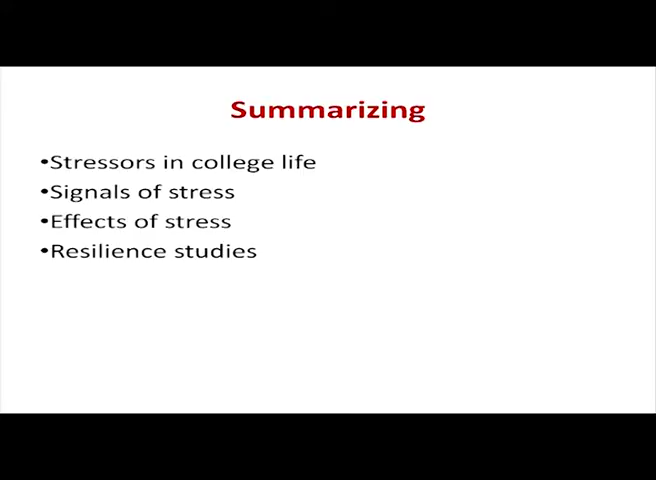 Summarizing
•Stressors in college life
•Signals of stress
•Effects of stress
•Resilience studies